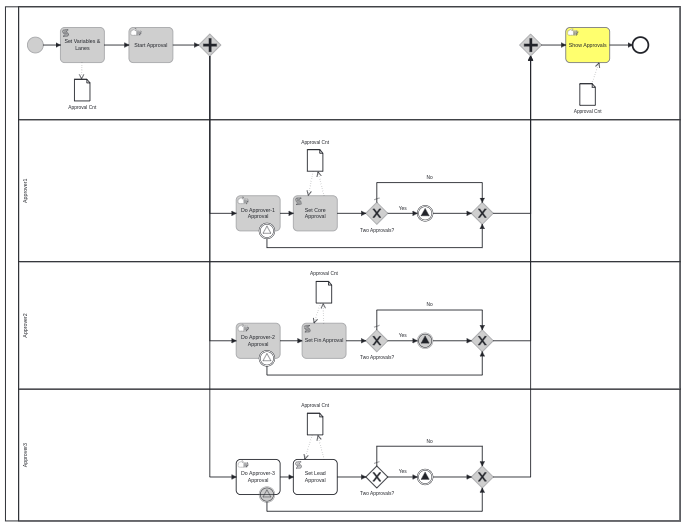 Set Variables &
Lanes
Start Approval
Show Approvals
Approval Cnt
Approval Cnt
Approver1
Approval Cnt
No
Do Approver-1
Approval
Set Core
Approval
Yes
Two Approvals?
Approver2
Approval Cnt
No
Do Approver-2
Approval
Set Fin Approval
Yes
Two Approvals?
Approver3
Approval Cnt
No
Do Approver-3
Approval
Set Lead
Approval
Yes
Two Approvals?